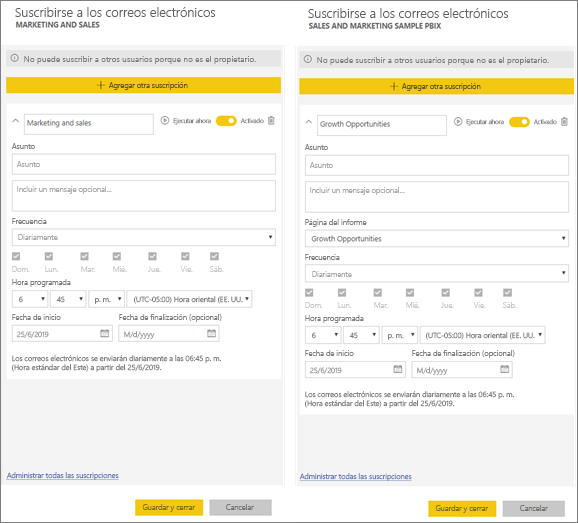 Suscribirse a los correos electrónicos
MARKETING AND SALES
No puede suscribir a otros usuarios porque no es el propietario.
+ Agregar otra suscripción
Marketing and sales
Ejecutar ahora
Activado
Asunto
Asunto
Incluir un mensaje opcional...
Frecuencia
Diariamente
Dom. Lun. Mar. Mié. Jue. Vie. Sáb.
Hora programada
6 45 p. m. (UTC-05:00) Hora oriental (EE. UU.
Fecha de inicio Fecha de finalización (opcional)
25/6/2019 M/d/yyyy
Los correos electrónicos se enviarán diariamente a las 06:45 p. m.
(Hora estándar del Este) a partir del 25/6/2019.
Administrar todas las suscripciones
Guardar y cerrar Cancelar
Suscribirse a los correos electrónicos
SALES AND MARKETING SAMPLE PBIX
No puede suscribir a otros usuarios porque no es el propietario.
+ Agregar otra suscripción
Growth Opportunities
Ejecutar ahora
Activado
Asunto
Asunto
Incluir un mensaje opcional...
Página del informe
Growth Opportunities
Frecuencia
Diariamente
Dom. Lun. Mar. Mié. Jue. Vie. Sáb.
Hora programada
6 45 p. m. (UTC-05:00) Hora oriental (EE. UU.
Fecha de inicio Fecha de finalización (opcional)
25/6/2019 M/d/yyyy
Los correos electrónicos se enviarán diariamente a las 06:45 p. m.
(Hora estándar del Este) a partir del 25/6/2019.
Administrar todas las suscripciones
Guardar y cerrar Cancelar